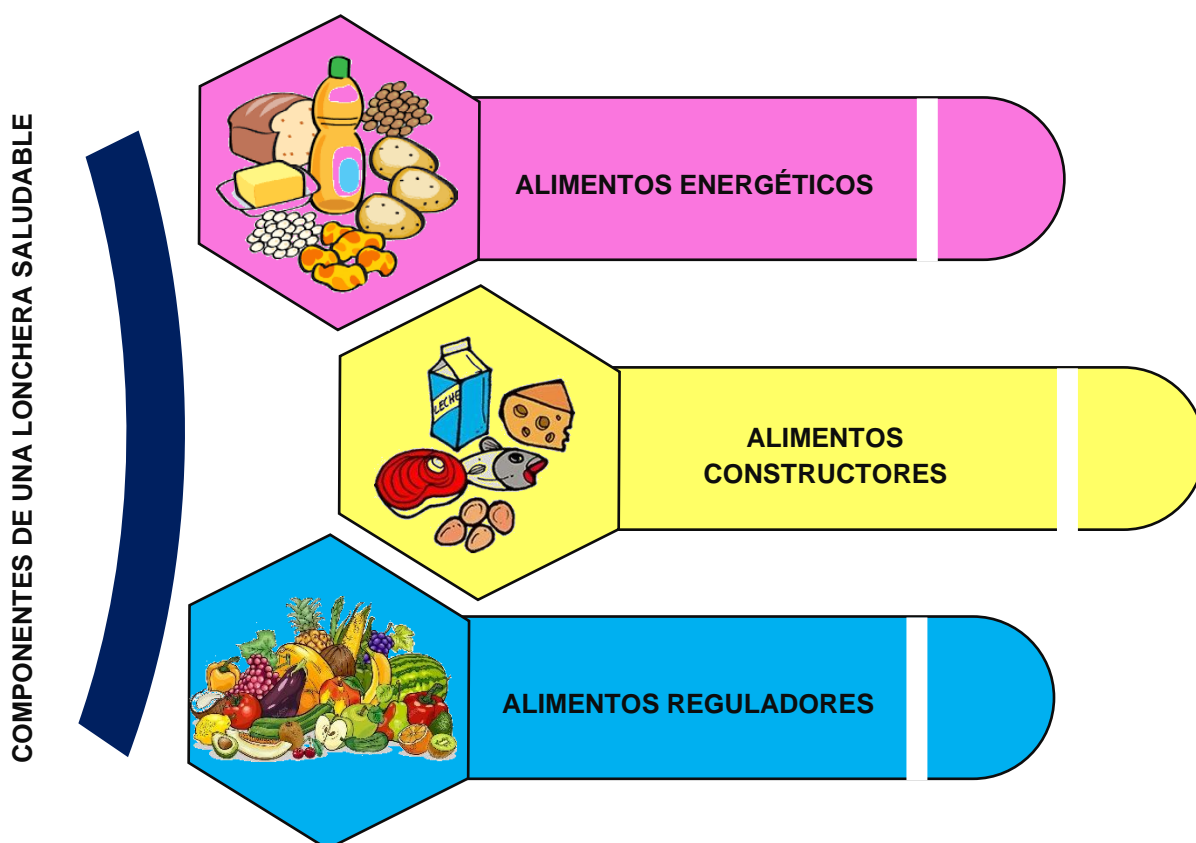 COMPONENTES DE UNA LONCHERA SALUDABLE
ALIMENTOS ENERGÉTICOS
LECHE
ALIMENTOS
CONSTRUCTORES
ALIMENTOS REGULADORES